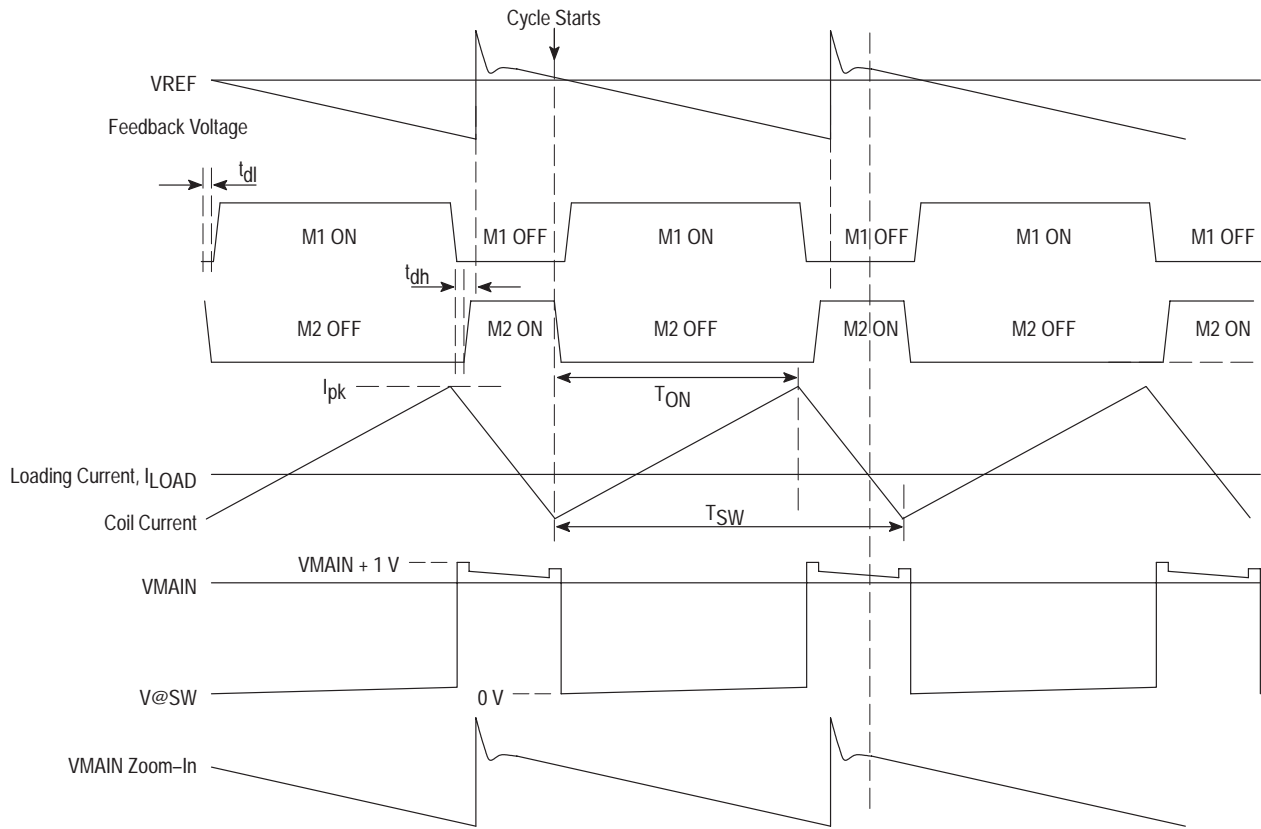 Cycle Starts
VREF
Feedback Voltage
tdl
M1 ON
M1 OFF
M1 ON
M1 OFF
M1 ON
M1 OFF
tdh
M2 OFF
M2 ON
M2 OFF
M2 ON
M2 OFF
M2 ON
Ipk
TON
Loading Current, ILOAD
Coil Current
TSW
VMAIN + 1 V
VMAIN
V@SW
0 V
VMAIN Zoom–In